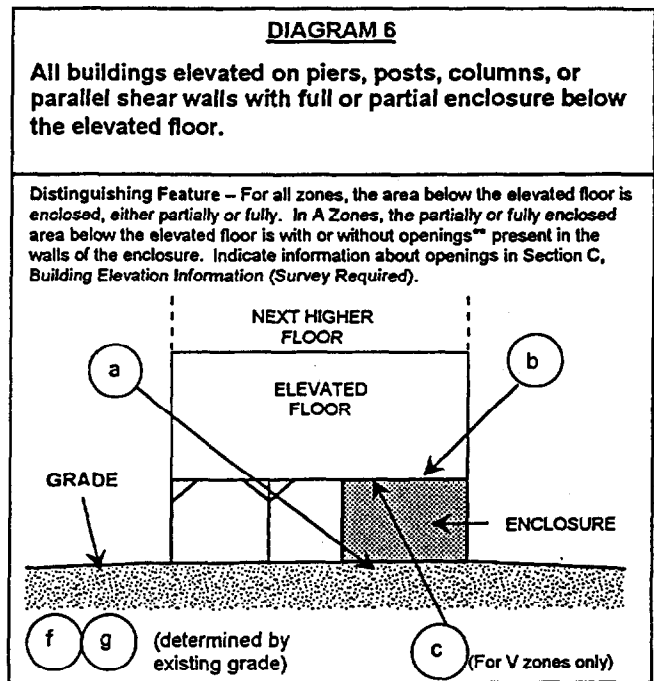 DIAGRAM 6
All buildings elevated on piers, posts, columns, or
parallel shear walls with full or partial enclosure below
the elevated floor.
Distinguishing Feature – For all zones, the area below the elevated floor is
enclosed, either partially or fully. In A Zones, the partially or fully enclosed
area below the elevated floor is with or without openings** present in the
walls of the enclosure. Indicate information about openings in Section C,
Building Elevation Information (Survey Required).
NEXT HIGHER
FLOOR
a
b
ELEVATED
FLOOR
GRADE
ENCLOSURE
f g (determined by
existing grade)
c (For V zones only)